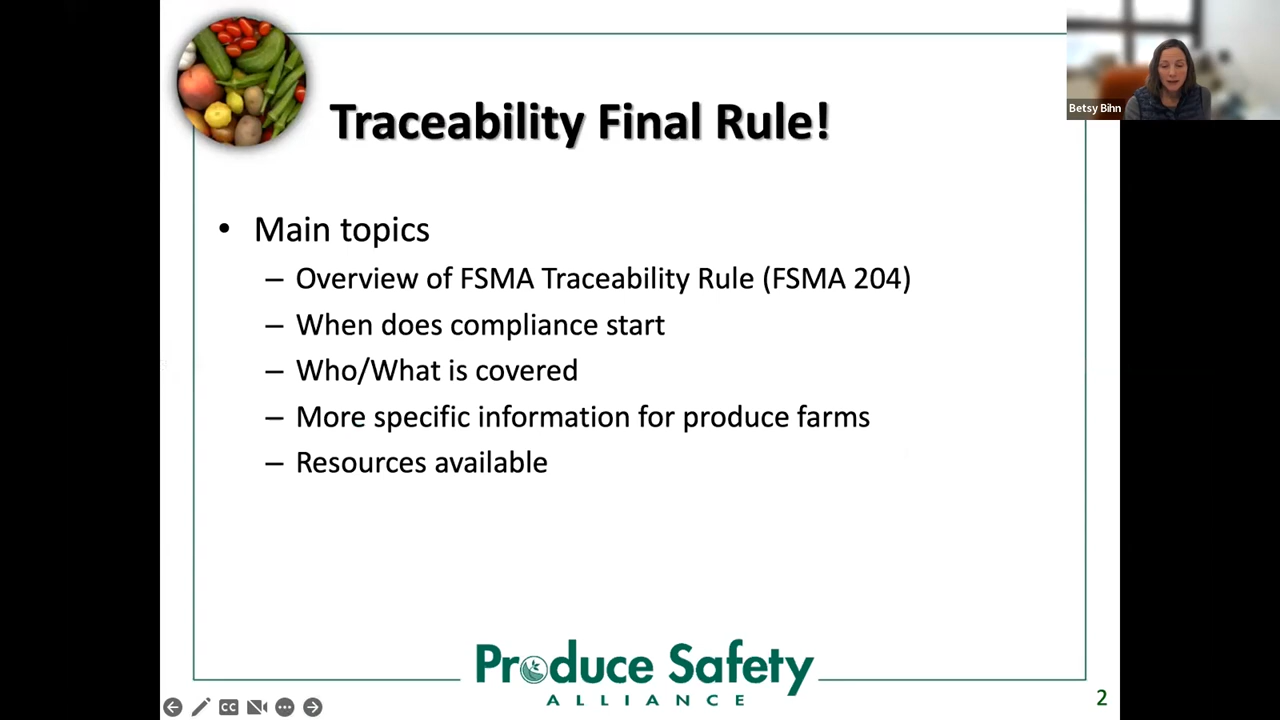 Traceability Final Rule!
Betsy Bihn
• Main topics
– Overview of FSMA Traceability Rule (FSMA 204)
– When does compliance start
– Who/What is covered
– More specific information for produce farms
– Resources available
Produce Safety
ALLIANCE
CC
2